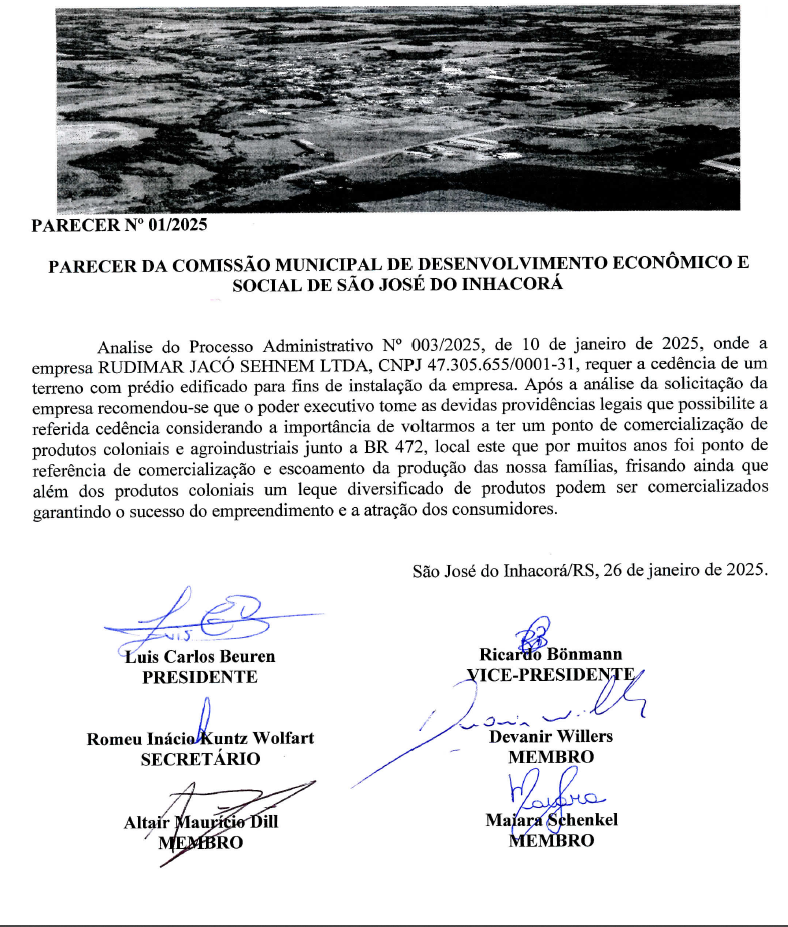 PARECER Nº 01/2025
PARECER DA COMISSÃO MUNICIPAL DE DESENVOLVIMENTO ECONÔMICO E
SOCIAL DE SÃO JOSÉ DO INHACORÁ
Analise do Processo Administrativo Nº 003/2025, de 10 de janeiro de 2025, onde a
empresa RUDIMAR JACÓ SEHNEM LTDA, CNPJ 47.305.655/0001-31, requer a cedência de um
terreno com prédio edificado para fins de instalação da empresa. Após a análise da solicitação da
empresa recomendou-se que o poder executivo tome as devidas providências legais que possibilite a
referida cedência considerando a importância de voltarmos a ter um ponto de comercialização de
produtos coloniais e agroindustriais junto a BR 472, local este que por muitos anos foi ponto de
referência de comercialização e escoamento da produção das nossa famílias, frisando ainda que
além dos produtos coloniais um leque diversificado de produtos podem ser comercializados
garantindo o sucesso do empreendimento e a atração dos consumidores.
São José do Inhacorá/RS, 26 de janeiro de 2025.
Luis
Luis Carlos Beuren
PRESIDENTE
Ricardo Bönmann
VICE-PRESIDENTE
Romeu Inácio Kuntz Wolfart
SECRETÁRIO
Devanir Willers
MEMBRO
Altair Maurício Dill
MEMBRO
Maiara
Maiara Schenkel
MEMBRO